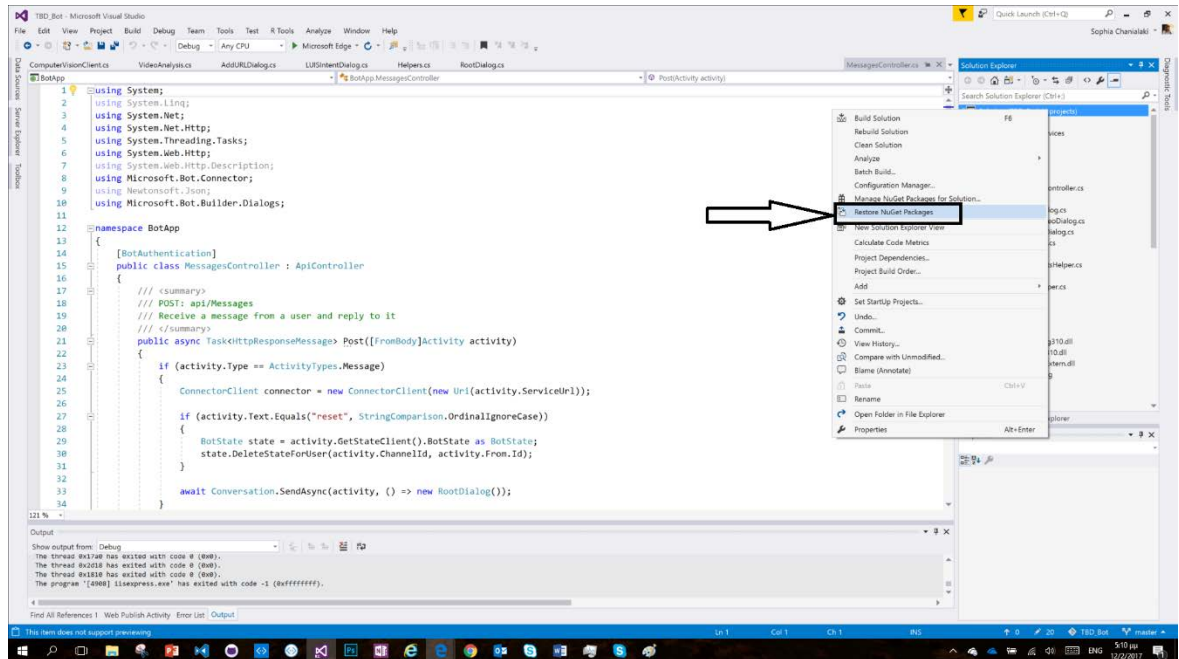 TBD_Bot - Microsoft Visual Studio
Quick Launch (Ctrl+Q)
File Edit View Project Build Debug Team Tools Test R Tools Analyze Window Help
Sophia Chanialaki
Debug Any CPU Microsoft Edge
ComputerVisionClient.cs VideoAnalysis.cs AddURLDialog.cs LUISIntentDialog.cs Helpers.cs RootDialog.cs MessagesController.cs
BotApp BotApp.MessagesController Post(Activity activity)
Data Sources Server Explorer Toolbox
1 using System;
2 using System.Linq;
3 using System.Net;
4 using System.Net.Http;
5 using System.Threading.Tasks;
6 using System.Web.Http;
7 using System.Web.Http.Description;
8 using Microsoft.Bot.Connector;
9 using Newtonsoft.Json;
10 using Microsoft.Bot.Builder.Dialogs;
11
12 namespace BotApp
13 {
14 [BotAuthentication]
15 public class MessagesController : ApiController
16 {
17 /// <summary>
18 /// POST: api/Messages
19 /// Receive a message from a user and reply to it
20 /// </summary>
21 public async Task<HttpResponseMessage> Post([FromBody]Activity activity)
22 {
23 if (activity.Type == ActivityTypes.Message)
24 {
25 ConnectorClient connector = new ConnectorClient(new Uri(activity.ServiceUrl));
26
27 if (activity.Text.Equals("reset", StringComparison.OrdinalIgnoreCase))
28 {
29 BotState state = activity.GetStateClient().BotState as BotState;
30 state.DeleteStateForUser(activity.ChannelId, activity.From.Id);
31 }
32
33 await Conversation.SendAsync(activity, () => new RootDialog());
34 }
121 %
Solution Explorer
Search Solution Explorer (Ctrl+;)
projects)
Build Solution F6
Rebuild Solution
Clean Solution
Analyze
Batch Build...
Configuration Manager...
Manage NuGet Packages for Solution...
Restore NuGet Packages
New Solution Explorer View
Calculate Code Metrics
Project Dependencies...
Project Build Order...
Add
Set StartUp Projects...
Undo...
Commit...
View History...
Compare with Unmodified...
Blame (Annotate)
Paste Ctrl+V
Rename
Open Folder in File Explorer
Properties Alt+Enter
Diagnostic Tools
Output
Show output from: Debug
The thread 0x17a0 has exited with code 0 (0x0).
The thread 0x2d18 has exited with code 0 (0x0).
The thread 0x1810 has exited with code 0 (0x0).
The program '[4908] iisexpress.exe' has exited with code -1 (0xffffffff).
Find All References 1 Web Publish Activity Error List Output
This item does not support previewing Ln 1 Col 1 Ch 1 INS 0 20 TBD_Bot master
ENG 5:10 μμ
12/2/2017